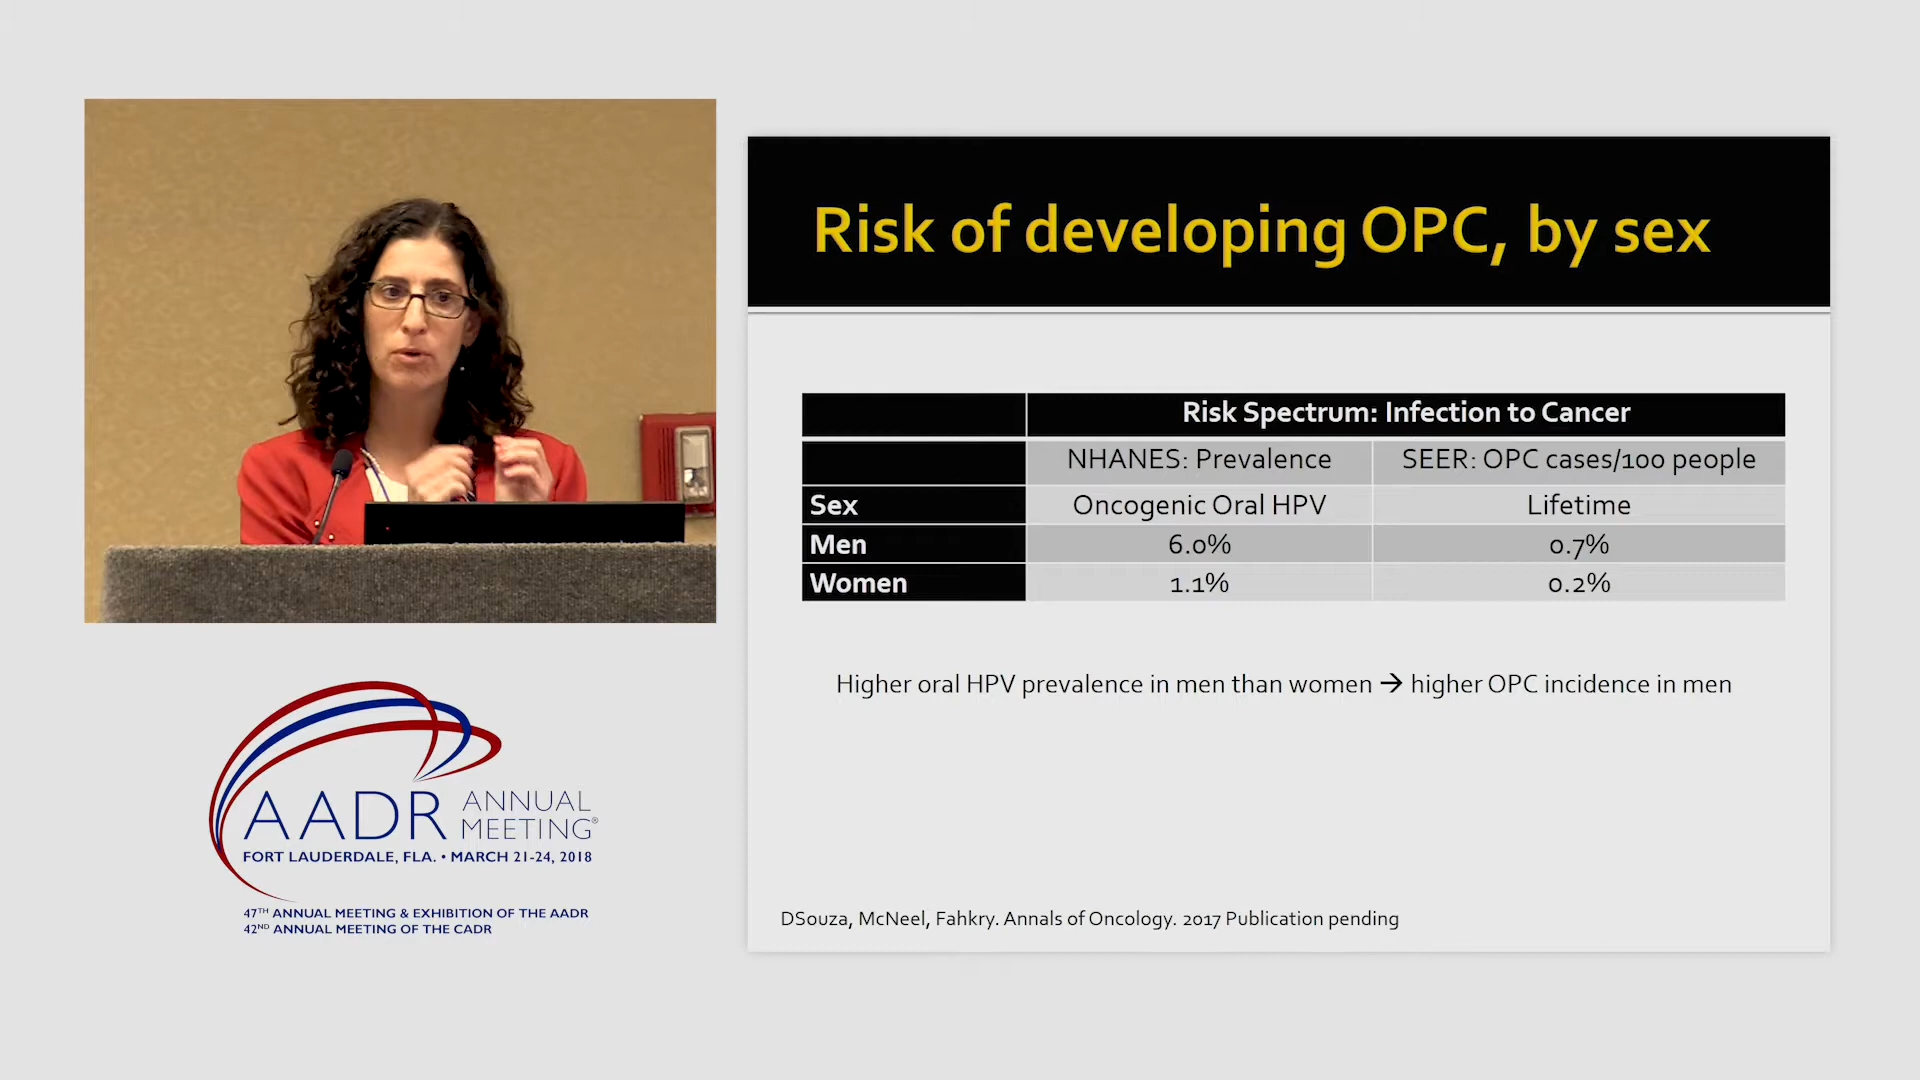 Risk of developing OPC, by sex
Risk Spectrum: Infection to Cancer
NHANES: Prevalence SEER: OPC cases/100 people
Sex Oncogenic Oral HPV Lifetime
Men 6.0% 0.7%
Women 1.1% 0.2%
Higher oral HPV prevalence in men than women → higher OPC incidence in men
DSouza, McNeel, Fahkry. Annals of Oncology. 2017 Publication pending
AADR ANNUAL
MEETING®
FORT LAUDERDALE, FLA. • MARCH 21-24, 2018
47TH ANNUAL MEETING & EXHIBITION OF THE AADR
42ND ANNUAL MEETING OF THE CADR